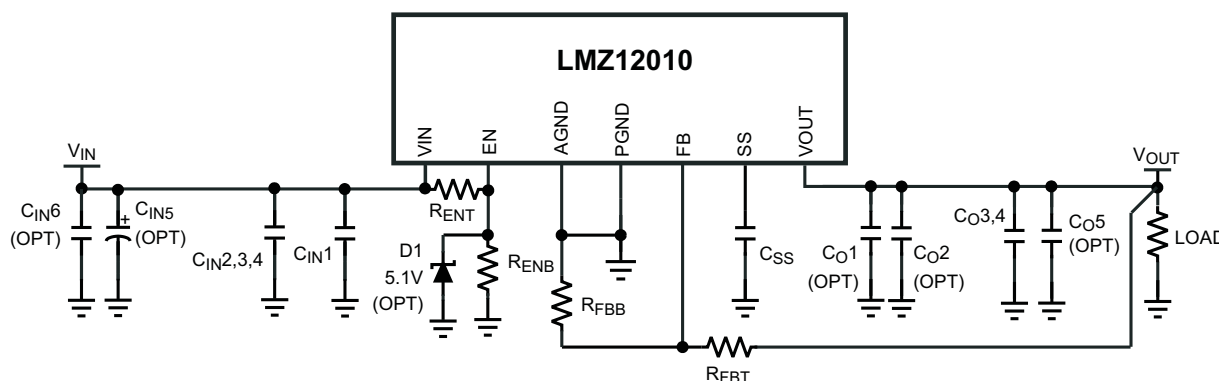 LMZ12010
VIN
EN
AGND
PGND
FB
SS
VOUT
VIN
VOUT
CIN6
(OPT)
CIN5
(OPT)
+
CIN2,3,4
CIN1
RENT
D1
5.1V
(OPT)
RENB
RFBB
CSS
CO1
(OPT)
CO2
(OPT)
CO3,4
CO5
(OPT)
LOAD
RFBT